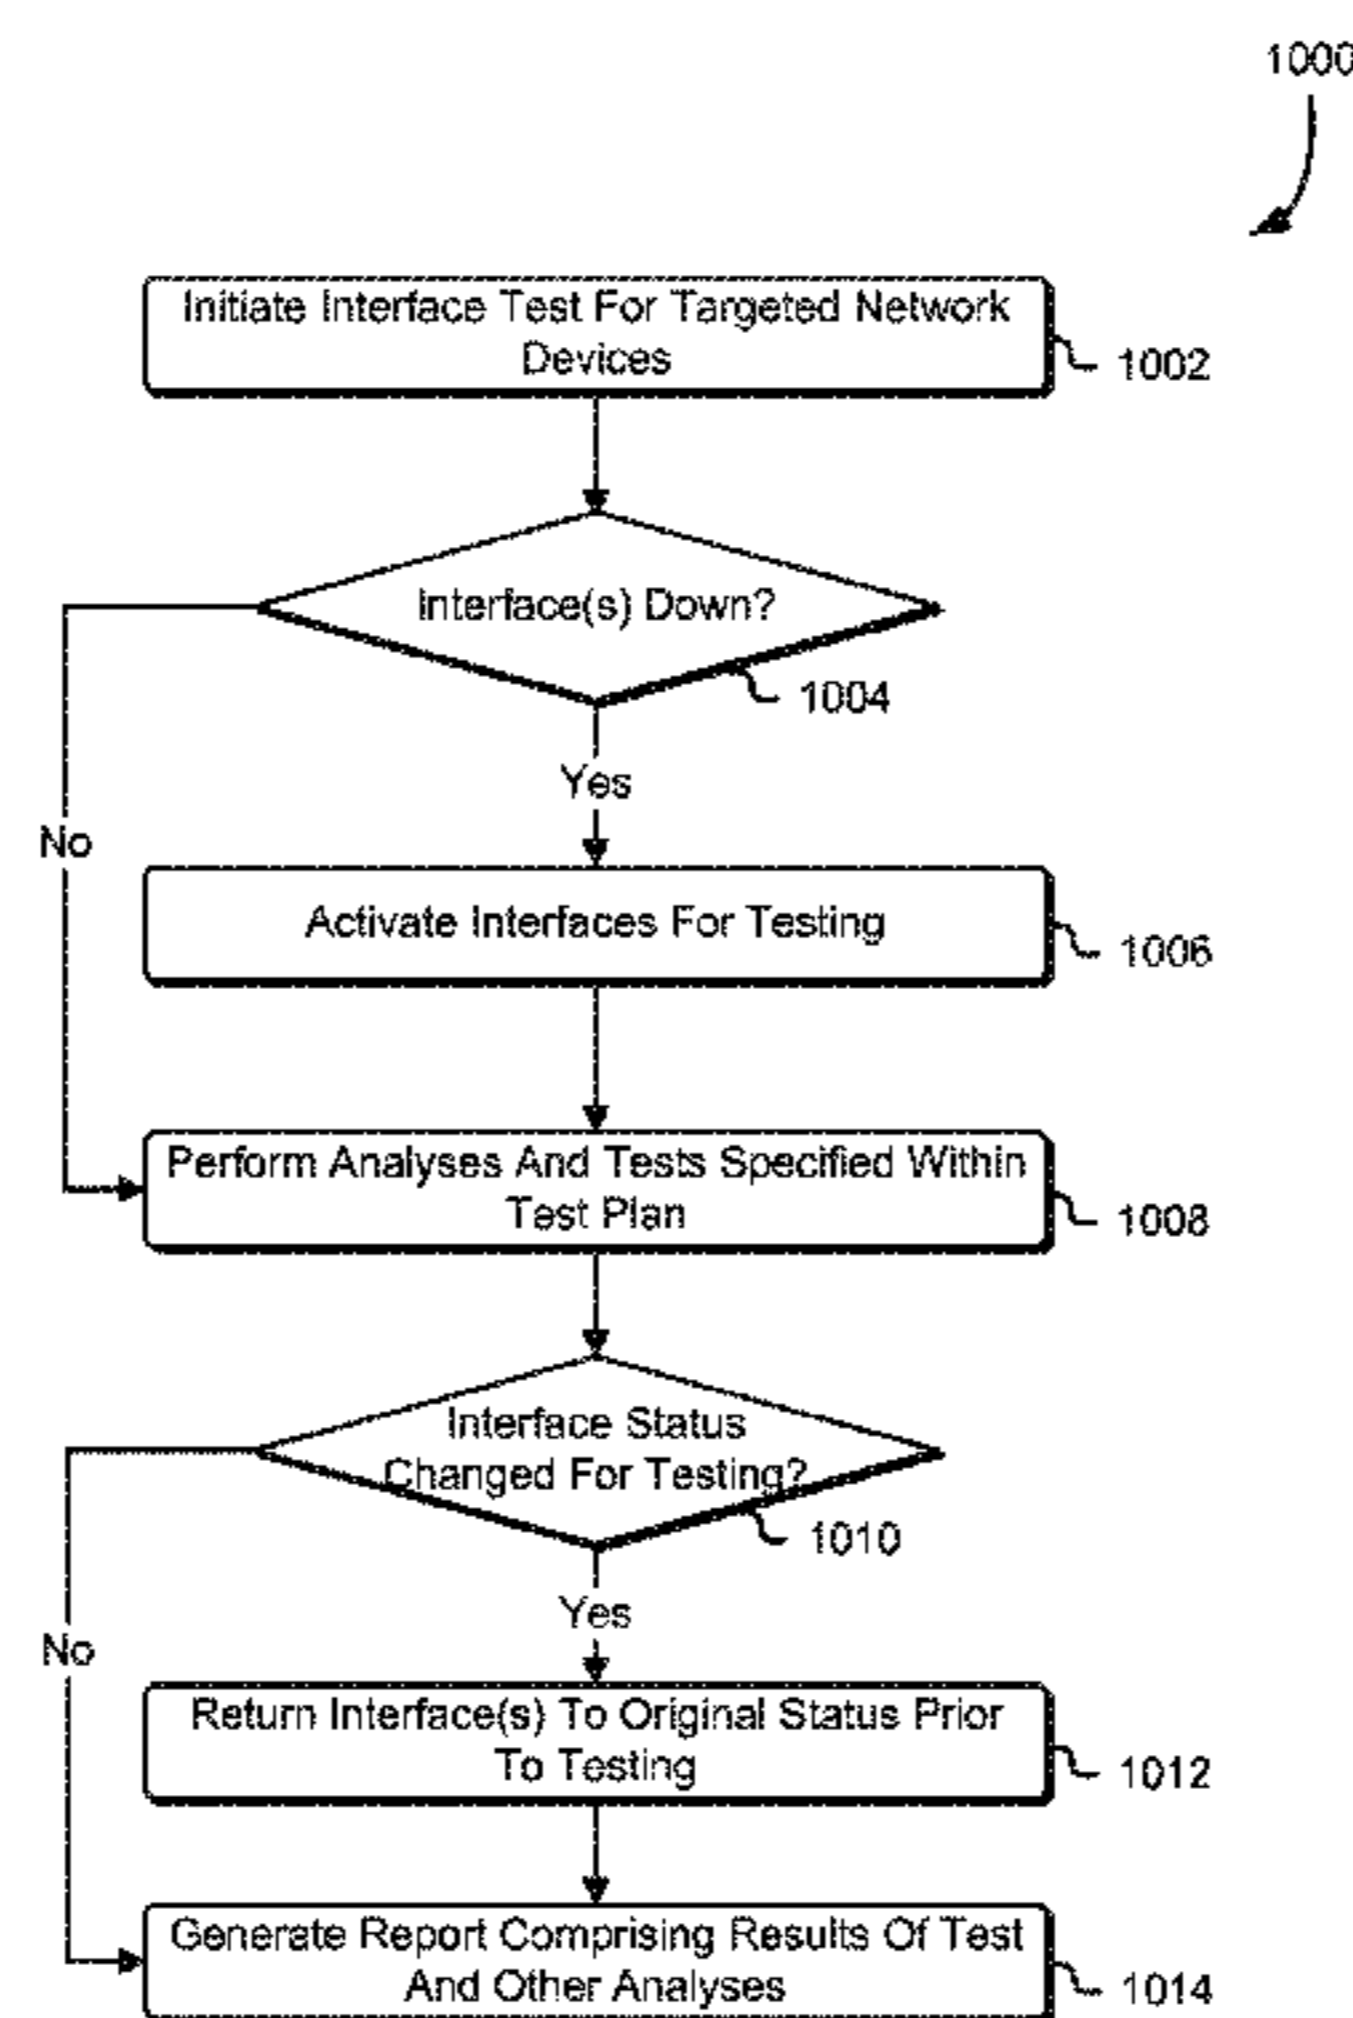 1000
Initiate Interface Test For Targeted Network
Devices
1002
Interface(s) Down?
1004
Yes
No
Activate Interfaces For Testing
1006
Perform Analyses And Tests Specified Within
Test Plan
1008
Interface Status
Changed For Testing?
1010
Yes
No
Return Interface(s) To Original Status Prior
To Testing
1012
Generate Report Comprising Results Of Test
And Other Analyses
1014